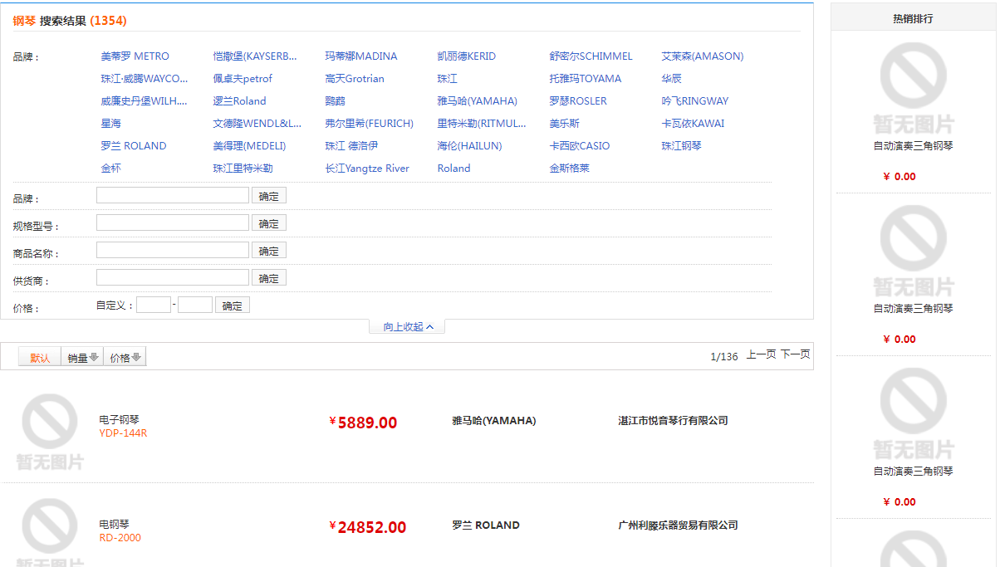 钢琴 搜索结果 (1354)
品牌：
美蒂罗 METRO 恺撒堡(KAYSERB... 玛蒂娜MADINA 凯丽德KERID 舒密尔SCHIMMEL 艾茉森(AMASON)
珠江·威腾WAYCO... 佩卓夫petrof 高天Grotrian 珠江 托雅玛TOYAMA 华辰
威廉史丹堡WILH.... 逻兰Roland 鹦鹉 雅马哈(YAMAHA) 罗瑟ROSLER 吟飞RINGWAY
星海 文德隆WENDL&L... 弗尔里希(FEURICH) 里特米勒(RITMUL... 美乐斯 卡瓦依KAWAI
罗兰 ROLAND 美得理(MEDELI) 珠江 德洛伊 海伦(HAILUN) 卡西欧CASIO 珠江钢琴
金杯 珠江里特米勒 长江Yangtze River Roland 金斯格莱
品牌： 确定
规格型号： 确定
商品名称： 确定
供货商： 确定
价格： 自定义： - 确定
向上收起
默认 销量 价格 1/136 上一页 下一页
暂无图片
电子钢琴
YDP-144R
￥5889.00
雅马哈(YAMAHA)
湛江市悦音琴行有限公司
暂无图片
电钢琴
RD-2000
￥24852.00
罗兰 ROLAND
广州利滕乐器贸易有限公司
热销排行
暂无图片
自动演奏三角钢琴
￥ 0.00
暂无图片
自动演奏三角钢琴
￥ 0.00
暂无图片
自动演奏三角钢琴
￥ 0.00